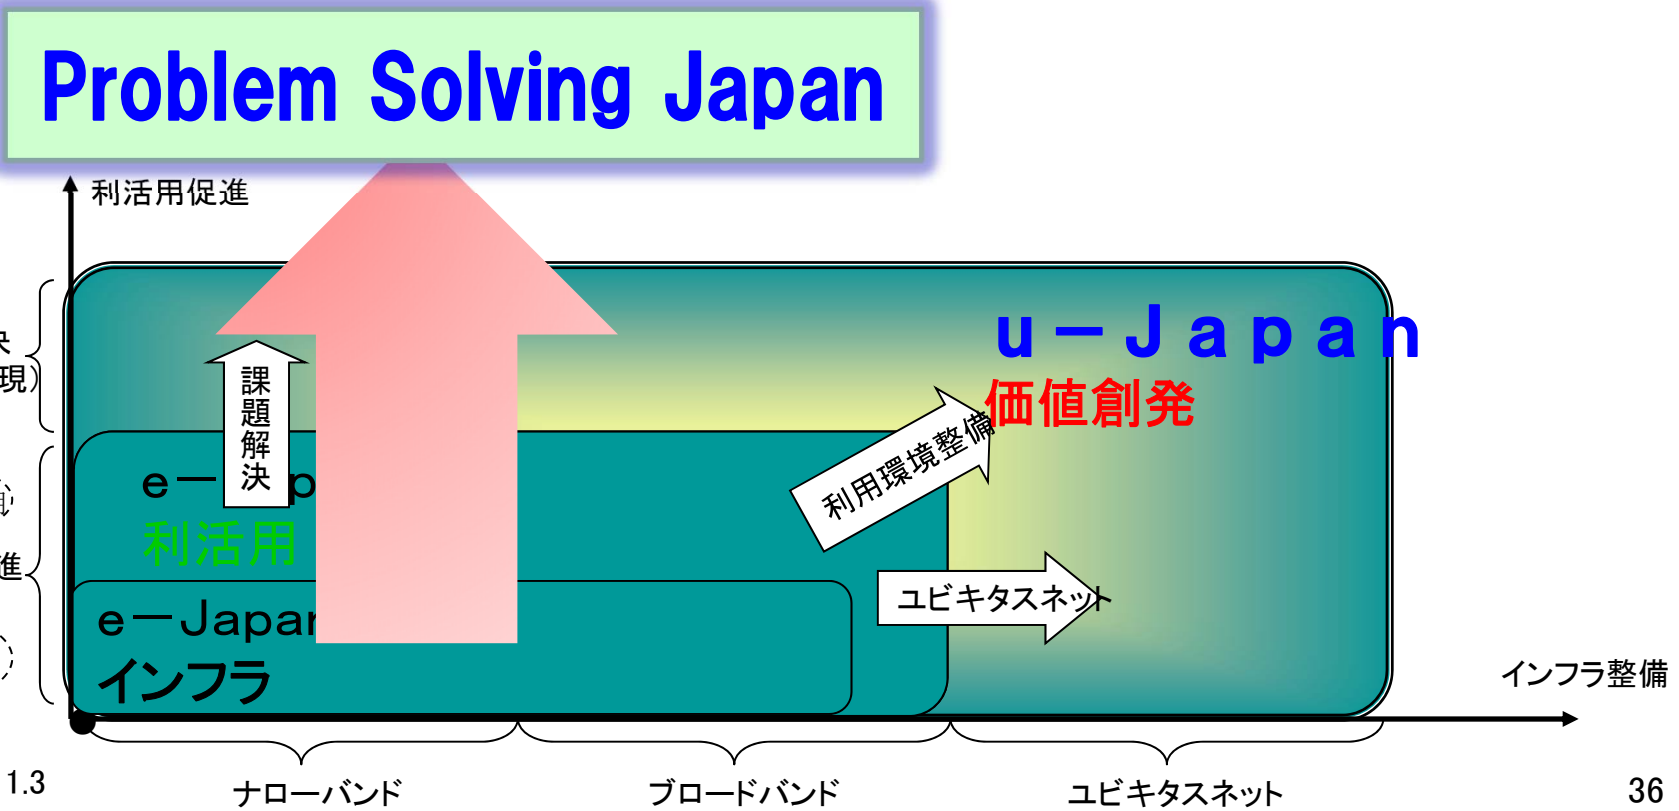 Problem Solving Japan
利活用促進
u－Japan
価値創発
課題解決
利用環境整備
e－
利活用
ユビキタスネット
e－Japan
インフラ
インフラ整備
現）
進
ナローバンド
ブロードバンド
ユビキタスネット
1.3
36